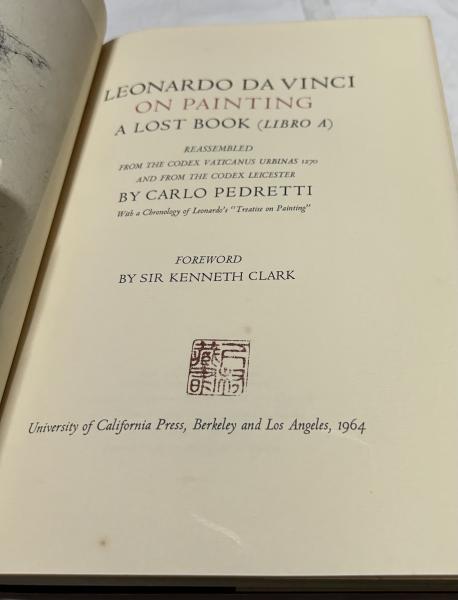 LEONARDO DA VINCI
ON PAINTING
A LOST BOOK (LIBRO A)
REASSEMBLED
FROM THE CODEX VATICANUS URBINAS 1270
AND FROM THE CODEX LEICESTER
BY CARLO PEDRETTI
With a Chronology of Leonardo's "Treatise on Painting"
FOREWORD
BY SIR KENNETH CLARK
藏書
University of California Press, Berkeley and Los Angeles, 1964